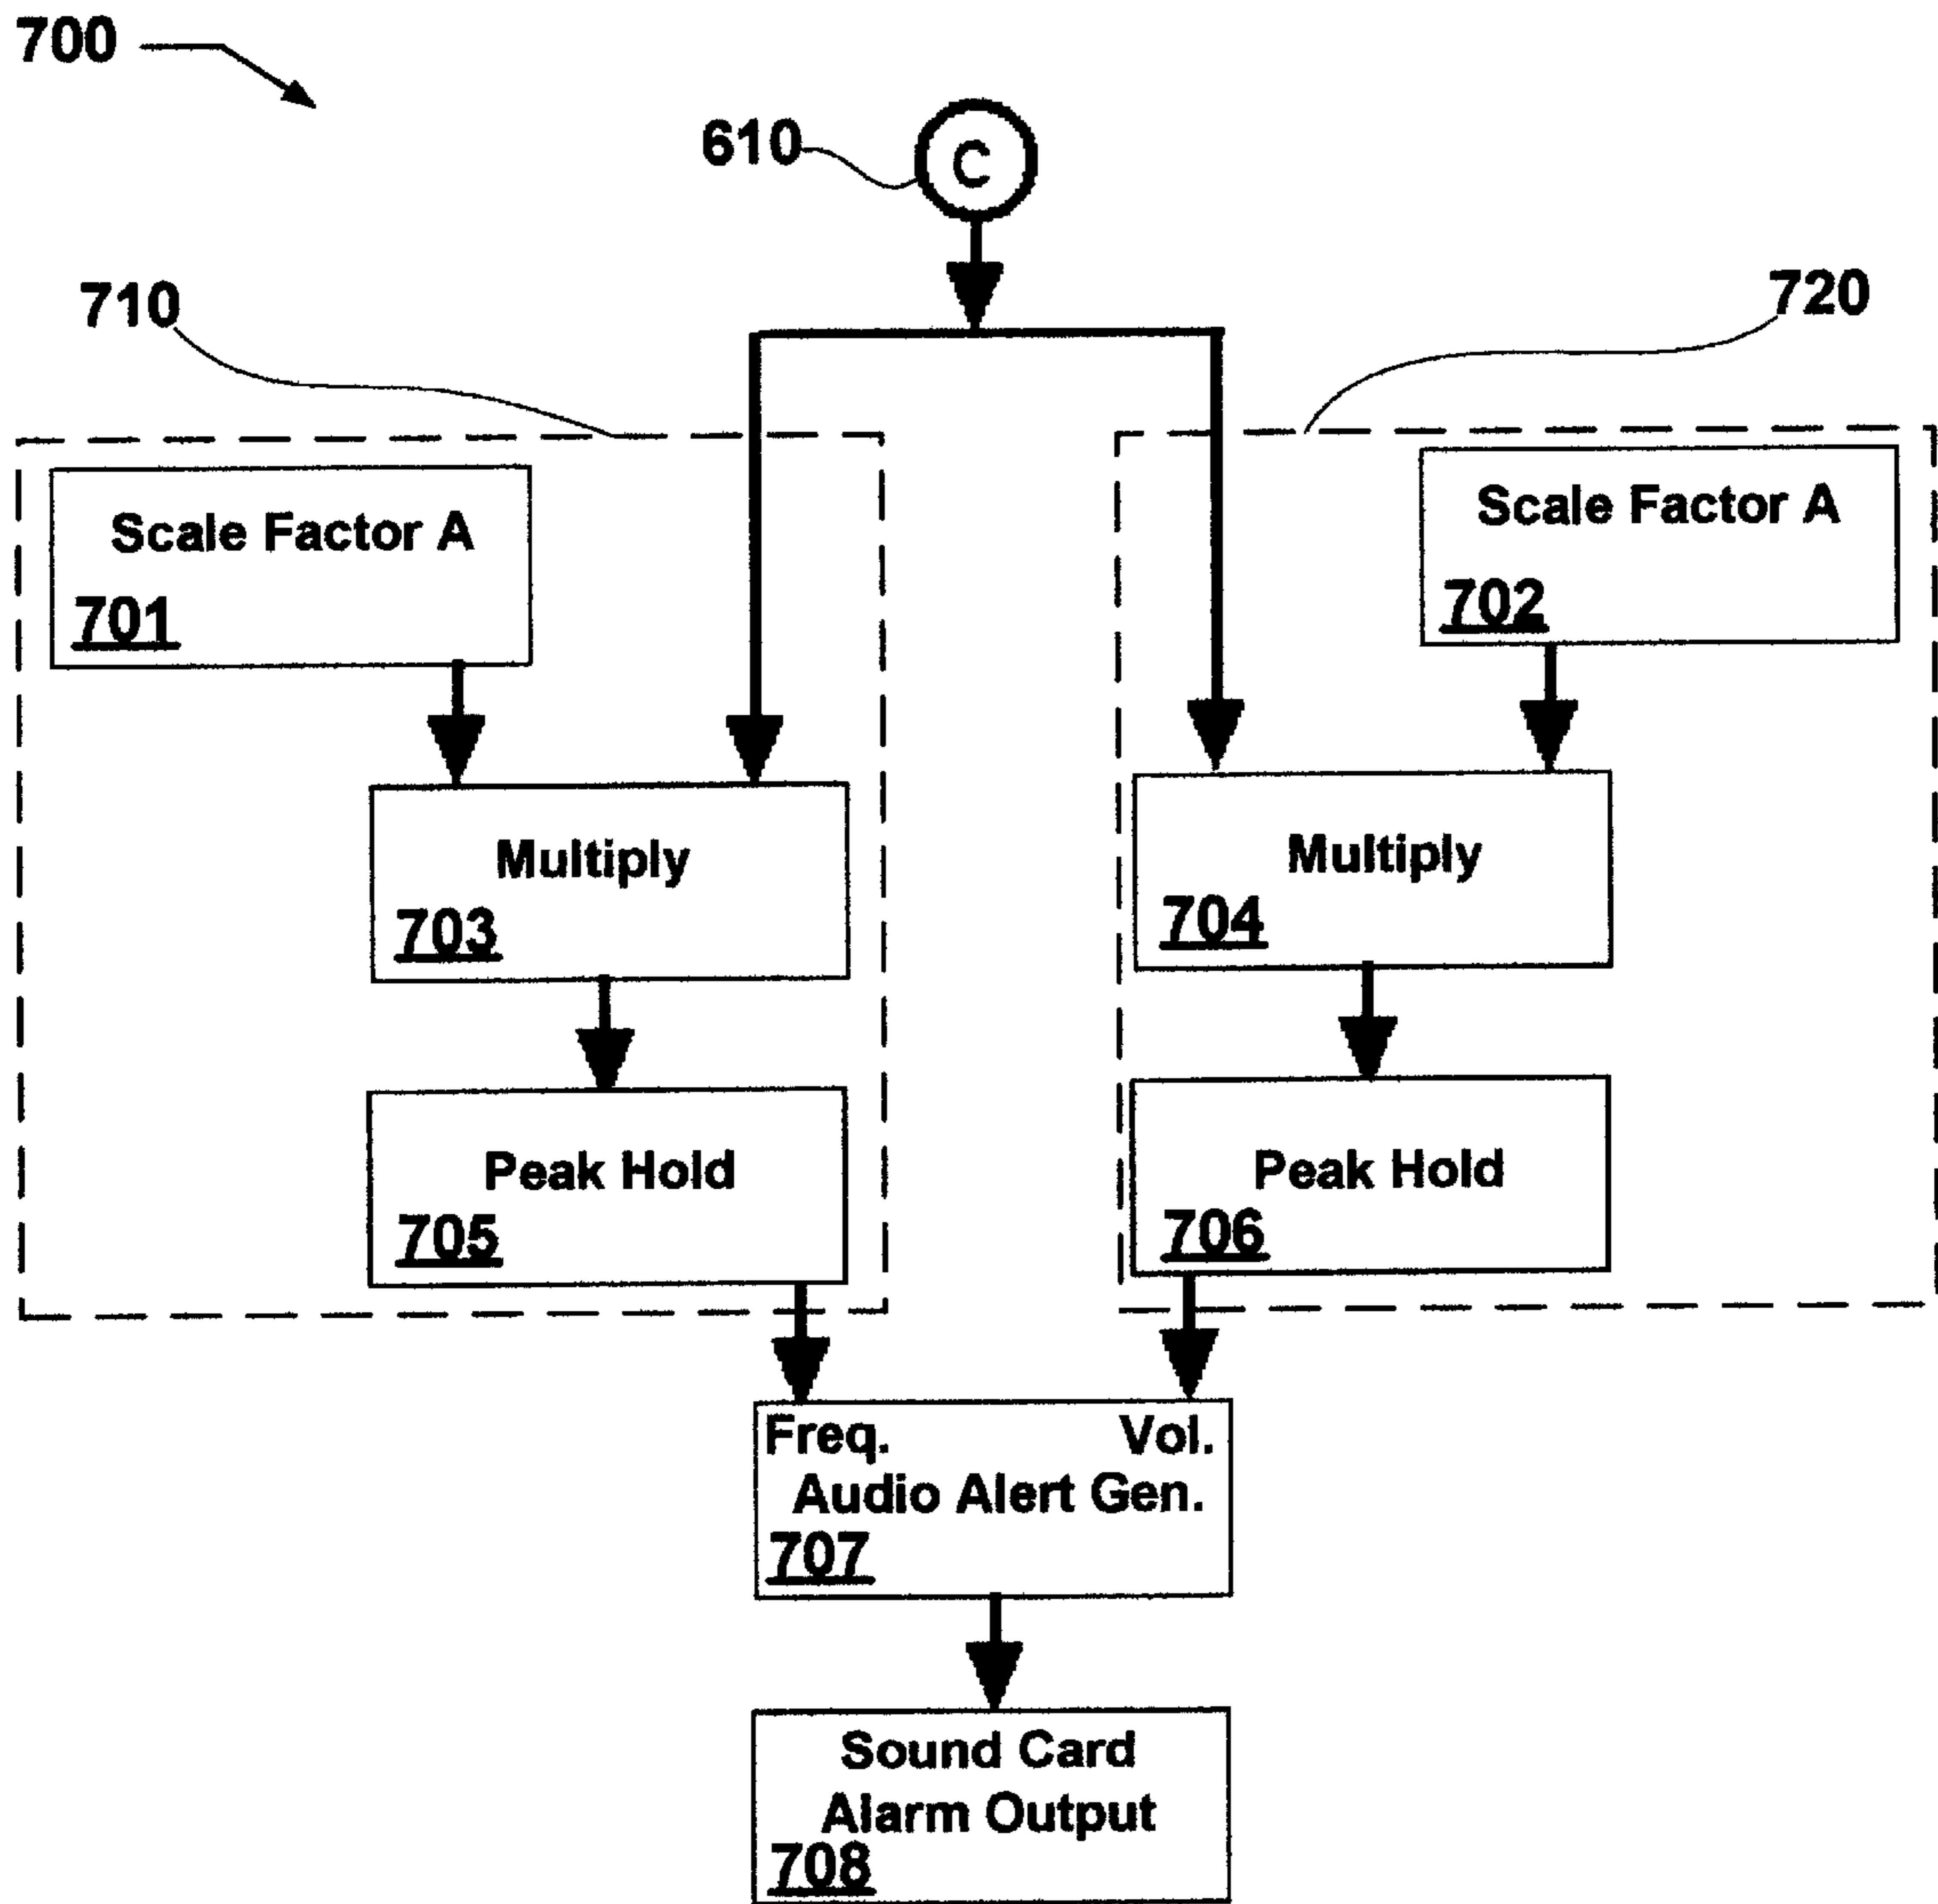 700
610
C
710
720
Scale Factor A
701
Scale Factor A
702
Multiply
703
Multiply
704
Peak Hold
705
Peak Hold
706
Freq. Vol.
Audio Alert Gen.
707
Sound Card
Alarm Output
708